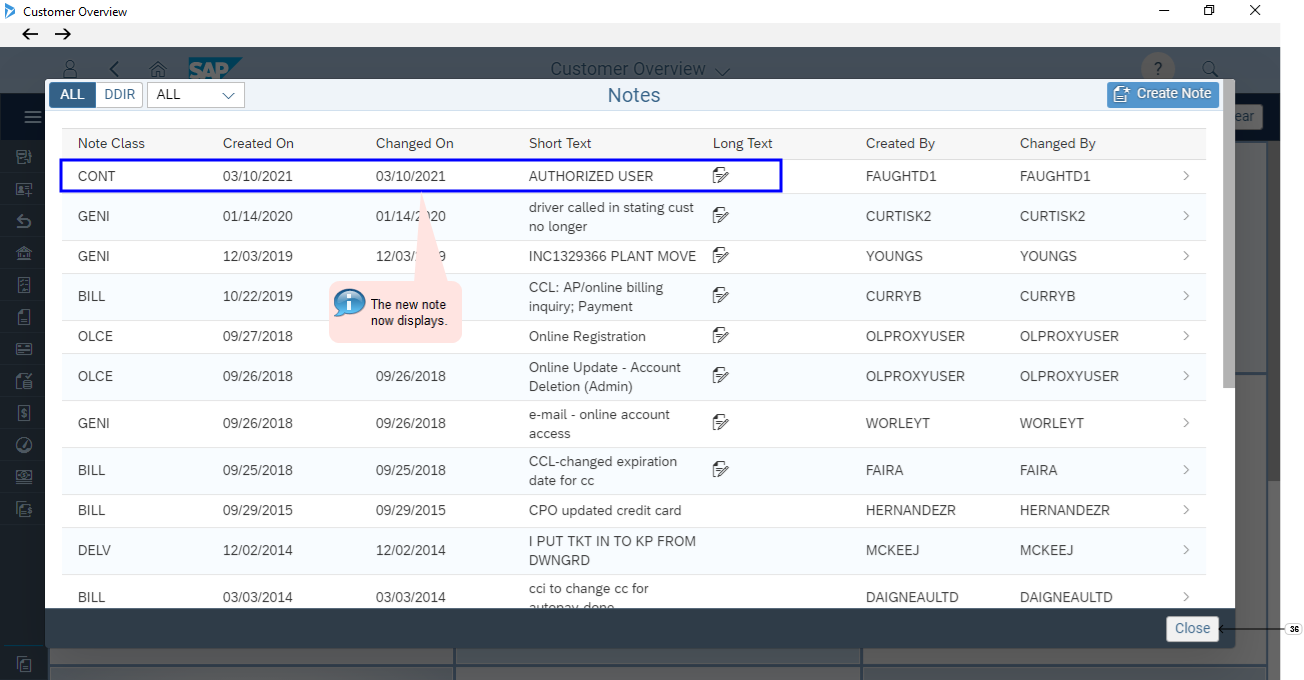 Customer Overview
SAP
Customer Overview
?
ALL DDIR ALL Notes Create Note
ear
Note Class Created On Changed On Short Text Long Text Created By Changed By
CONT 03/10/2021 03/10/2021 AUTHORIZED USER FAUGHTD1 FAUGHTD1
GENI 01/14/2020 01/14/2020 driver called in stating cust
no longer CURTISK2 CURTISK2
GENI 12/03/2019 12/03/ 9 INC1329366 PLANT MOVE YOUNGS YOUNGS
BILL 10/22/2019 CCL: AP/online billing
inquiry; Payment CURRYB CURRYB
The new note
now displays.
OLCE 09/27/2018 Online Registration OLPROXYUSER OLPROXYUSER
OLCE 09/26/2018 09/26/2018 Online Update - Account
Deletion (Admin) OLPROXYUSER OLPROXYUSER
GENI 09/26/2018 09/26/2018 e-mail - online account
access WORLEYT WORLEYT
BILL 09/25/2018 09/25/2018 CCL-changed expiration
date for cc FAIRA FAIRA
BILL 09/29/2015 09/29/2015 CPO updated credit card HERNANDEZR HERNANDEZR
DELV 12/02/2014 12/02/2014 I PUT TKT IN TO KP FROM
DWNGRD MCKEEJ MCKEEJ
BILL 03/03/2014 03/03/2014 cci to change cc for
autopay-done DAIGNEAULTD DAIGNEAULTD
Close
36